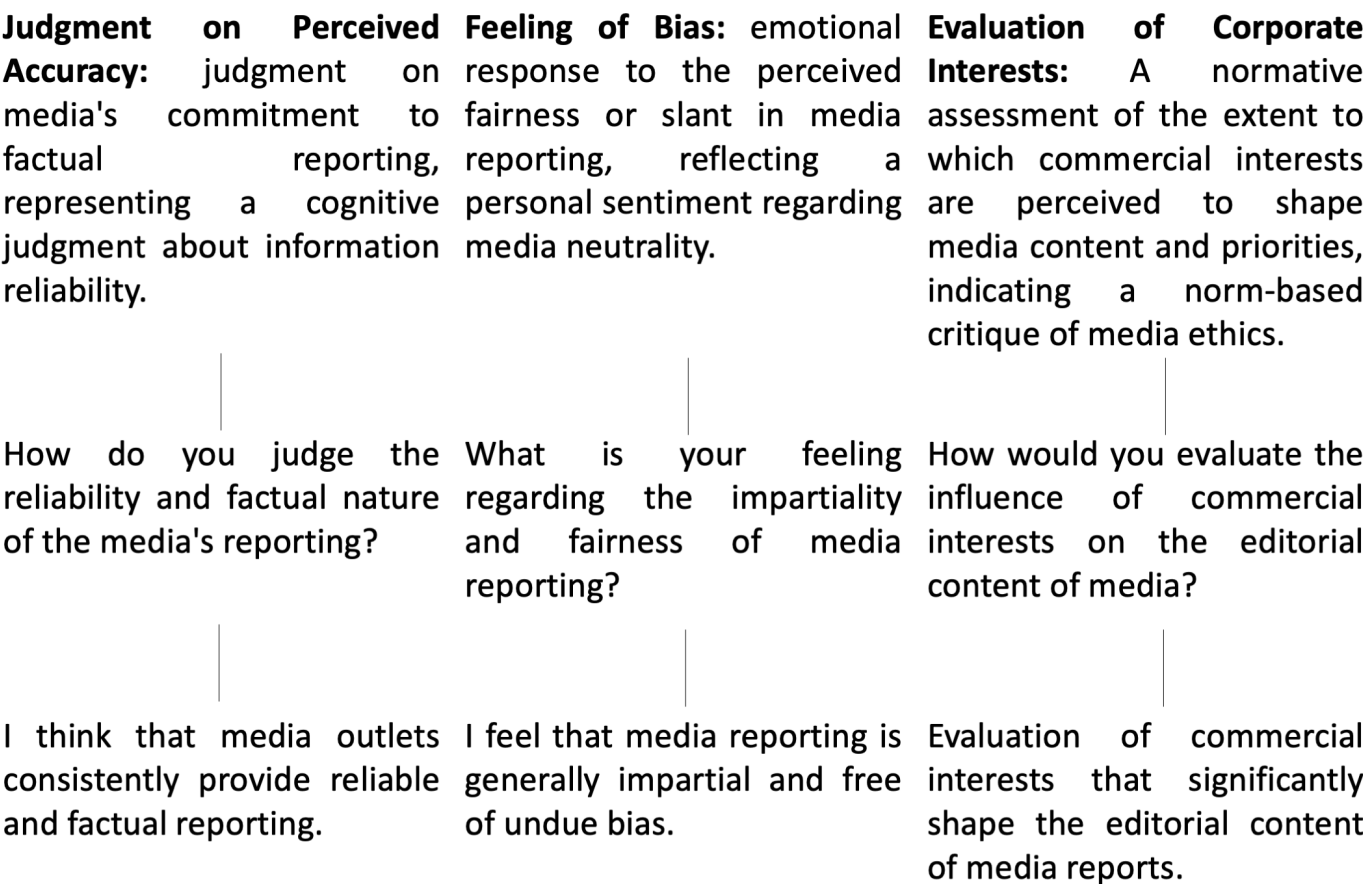 Judgment on Perceived
Accuracy: judgment on
media's commitment to
factual reporting,
representing a cognitive
judgment about information
reliability.
Feeling of Bias: emotional
response to the perceived
fairness or slant in media
reporting, reflecting a
personal sentiment regarding
media neutrality.
Evaluation of Corporate
Interests: A normative
assessment of the extent to
which commercial interests
are perceived to shape
media content and priorities,
indicating a norm-based
critique of media ethics.
How do you judge the
reliability and factual nature
of the media's reporting?
What is your feeling
regarding the impartiality
and fairness of media
reporting?
How would you evaluate the
influence of commercial
interests on the editorial
content of media?
I think that media outlets
consistently provide reliable
and factual reporting.
I feel that media reporting is
generally impartial and free
of undue bias.
Evaluation of commercial
interests that significantly
shape the editorial content
of media reports.